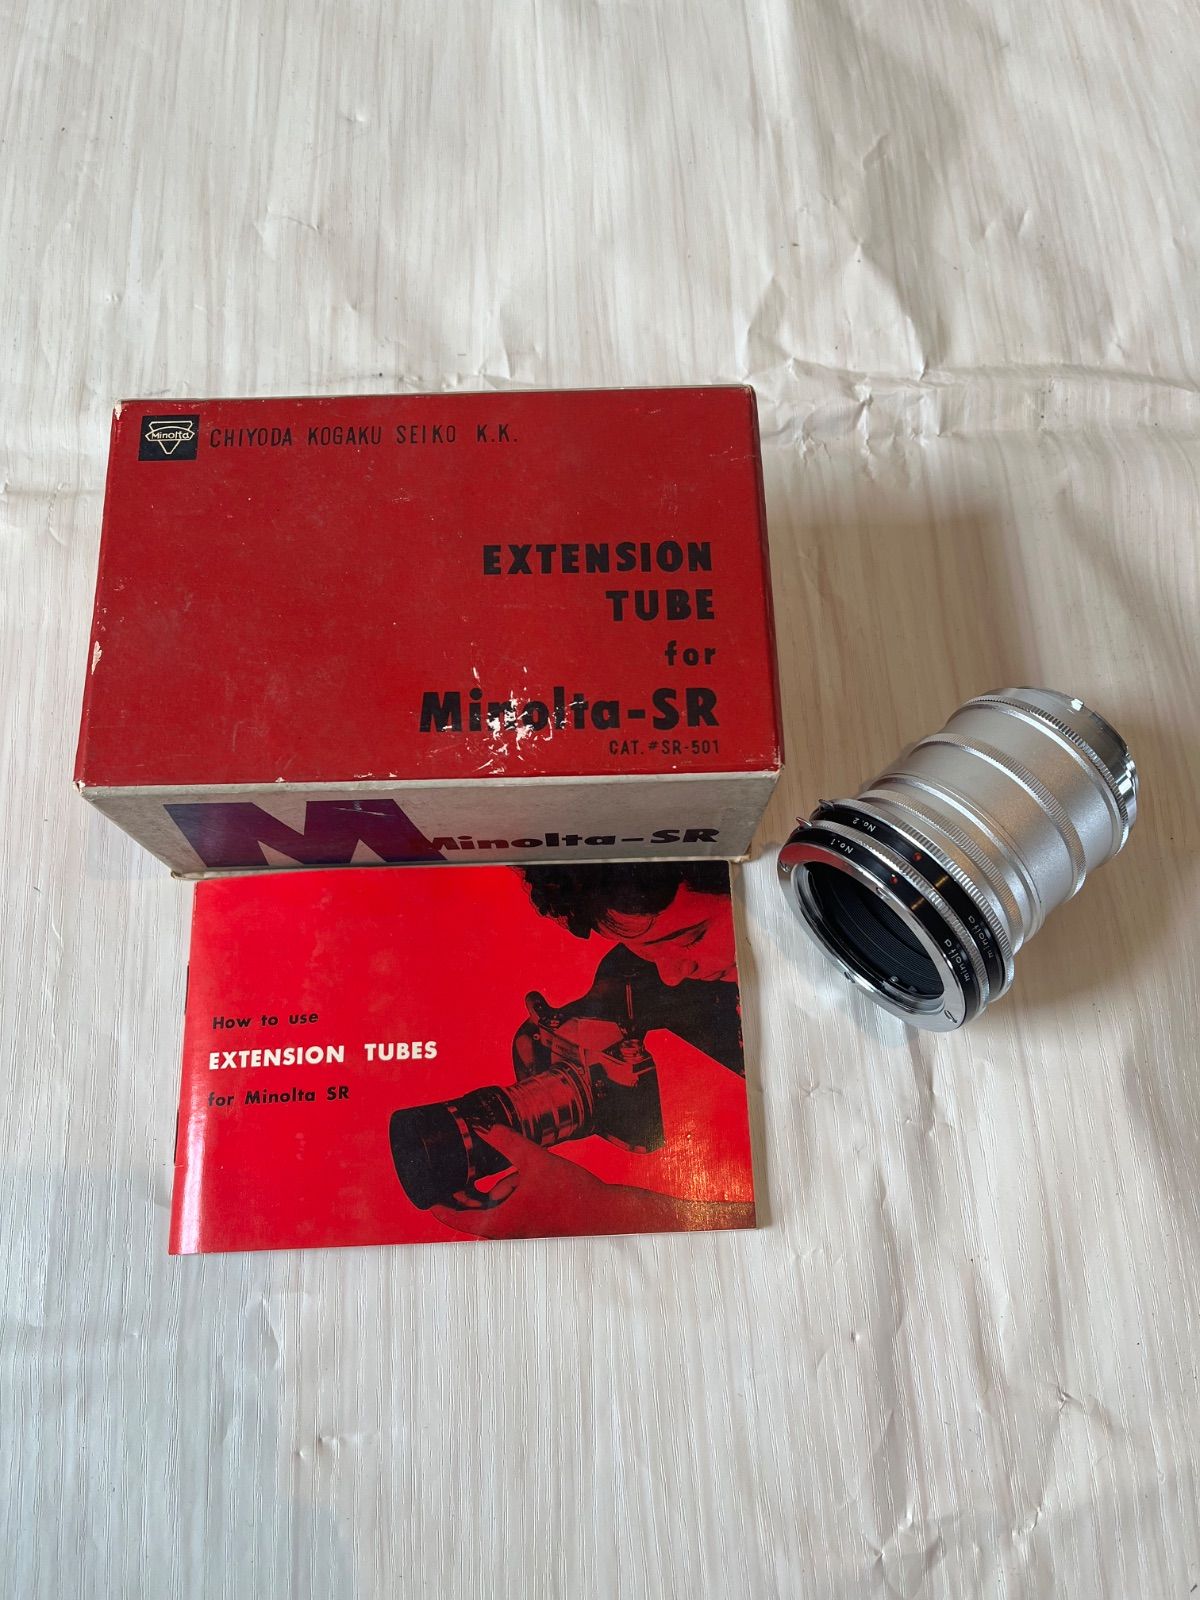 Minolta
CHIYODA KOGAKU SEIKO K.K.
EXTENSION
TUBE
for
Minolta-SR
CAT. #SR-501
M
Minolta-SR
How to use
EXTENSION TUBES
for Minolta SR
No.2
No.1
minolta
minolta